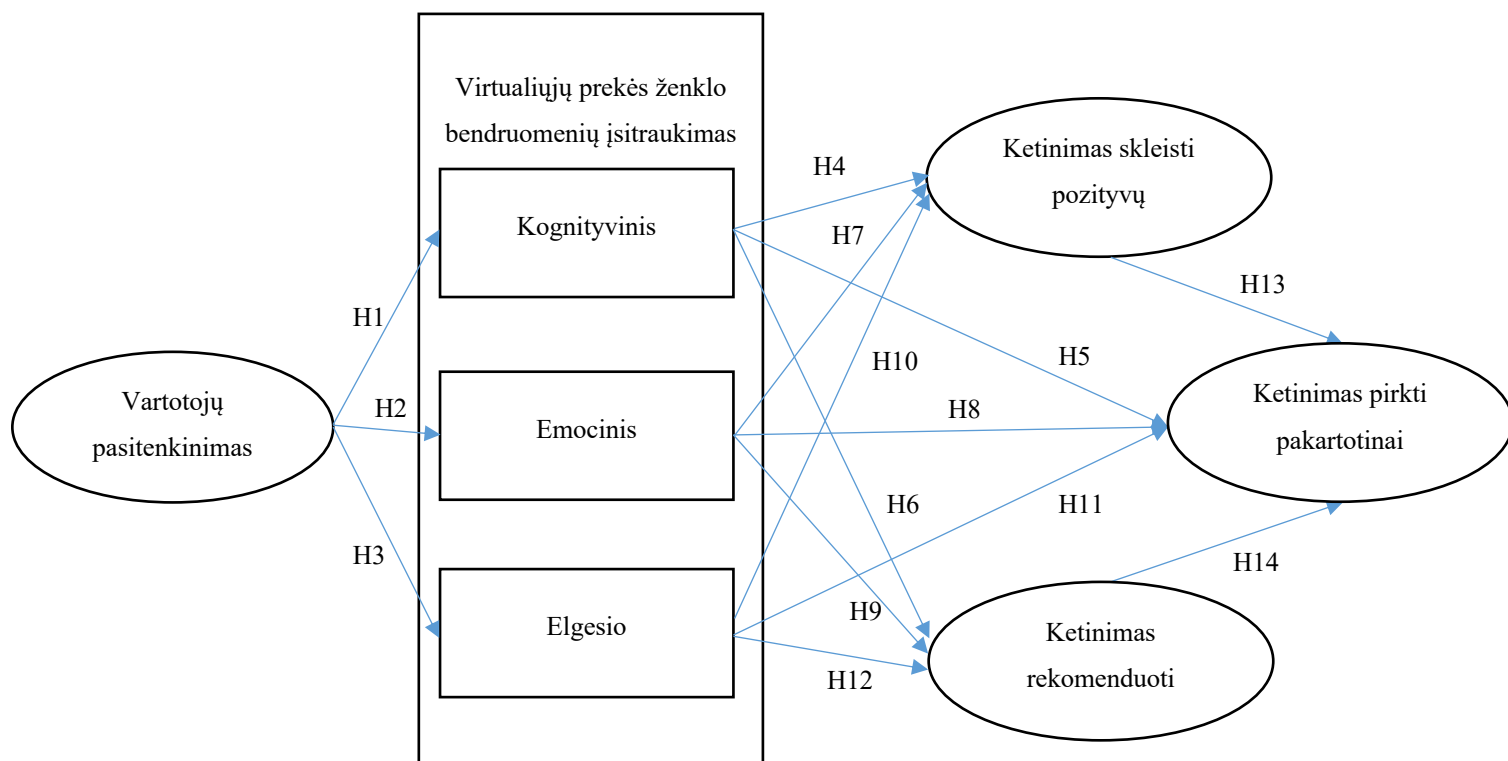 Virtualiųjų prekės ženklo
bendruomenių įsitraukimas
Kognityvinis
Emocinis
Elgesio
Vartotojų
pasitenkinimas
H1
H2
H3
H4
H7
H10
H5
H8
H6
H11
H9
H12
Ketinimas skleisti
pozityvų
H13
Ketinimas pirkti
pakartotinai
H14
Ketinimas
rekomenduoti